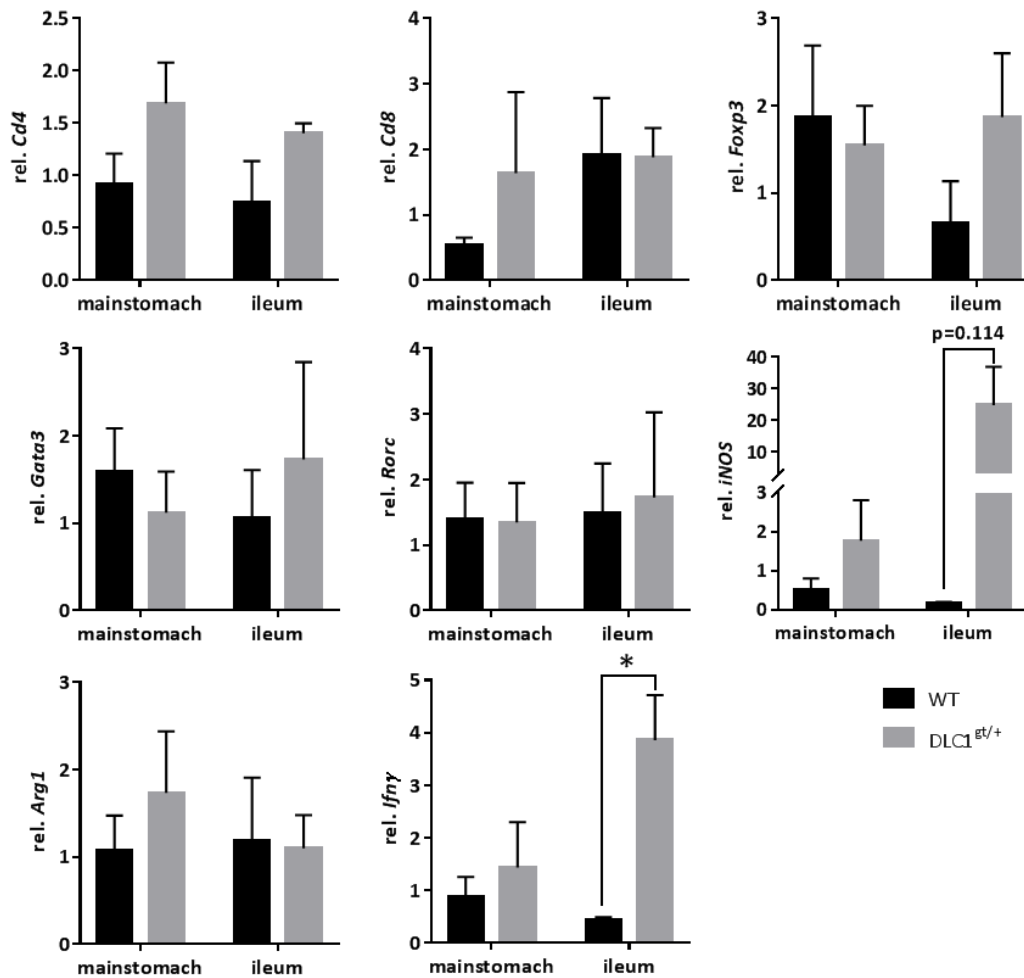 rel. Cd4
2.5
2.0
1.5
1.0
0.5
0.0
mainstomach ileum
rel. Cd8
4
3
2
1
0
mainstomach ileum
rel. Foxp3
3
2
1
0
mainstomach ileum
rel. Gata3
3
2
1
0
mainstomach ileum
rel. Rorc
4
3
2
1
0
mainstomach ileum
p=0.114
rel. iNOS
40
30
20
10
3
2
1
0
mainstomach ileum
rel. Arg1
3
2
1
0
mainstomach ileum
*
rel. Ifnγ
5
4
3
2
1
0
mainstomach ileum
WT
DLC1gt/+